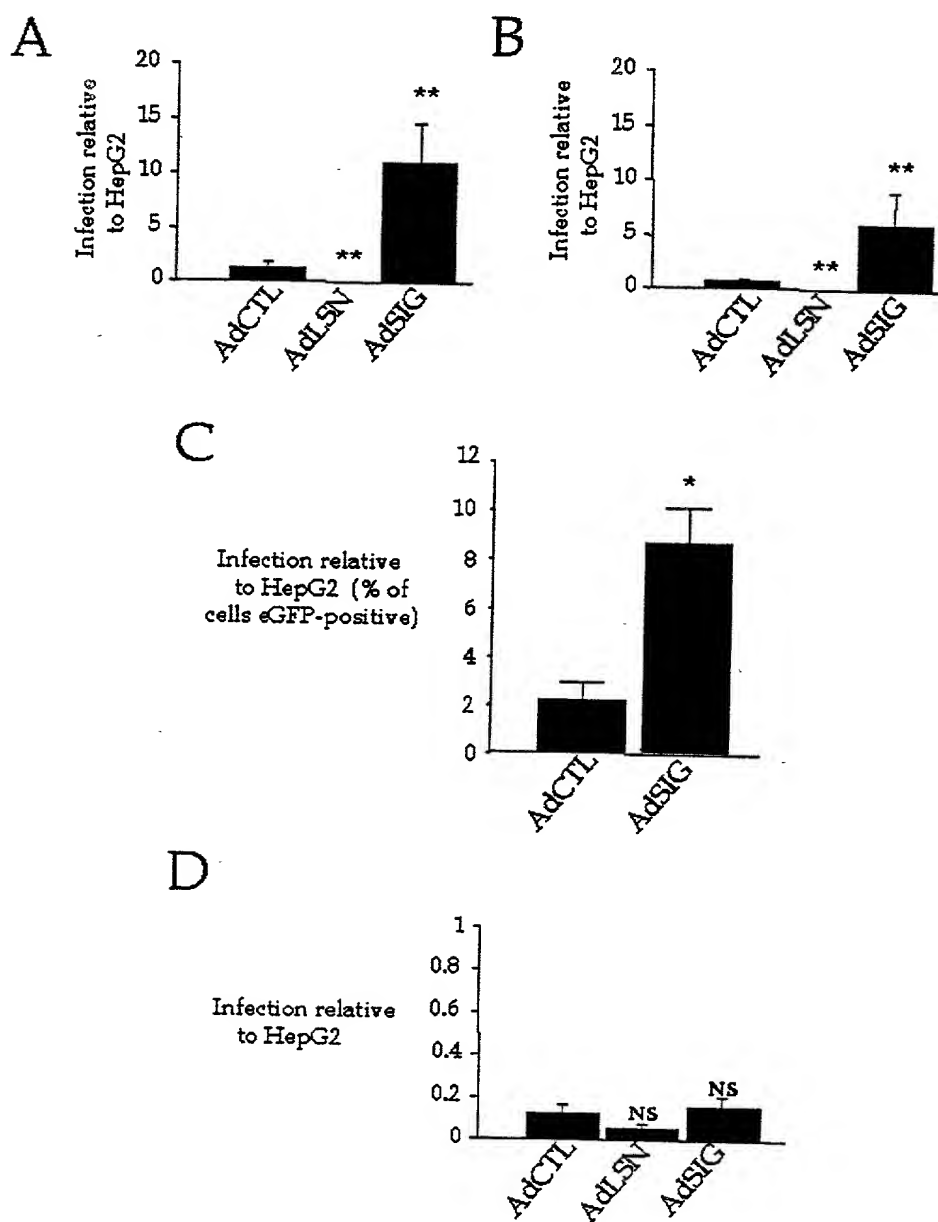 A
Infection relative
to HepG2
20
15
10
5
0
**
**
AdCTL
AdLSN
AdSIG
B
Infection relative
to HepG2
20
15
10
5
0
**
**
AdCTL
AdLSN
AdSIG
C
Infection relative
to HepG2 (% of
cells eGFP-positive)
12
10
8
6
4
2
0
*
AdCTL
AdSIG
D
Infection relative
to HepG2
1
0.8
0.6
0.4
0.2
0
NS
NS
AdCTL
AdLSN
AdSIG